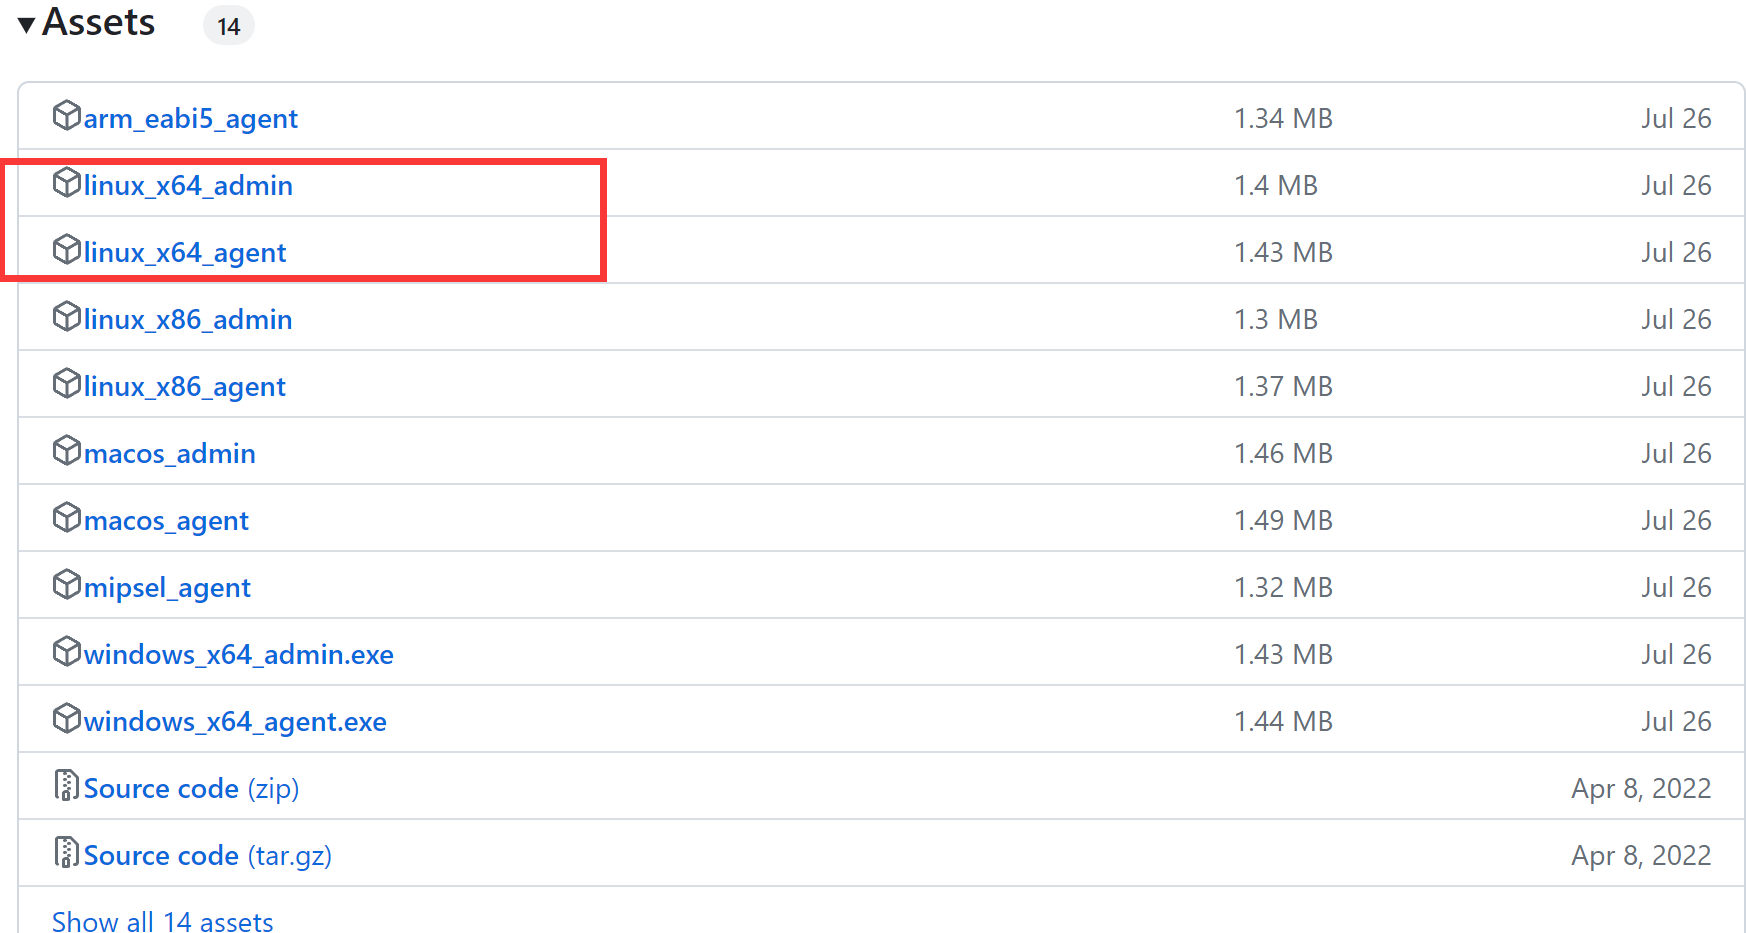 Assets 14
arm_eabi5_agent 1.34 MB Jul 26
linux_x64_admin 1.4 MB Jul 26
linux_x64_agent 1.43 MB Jul 26
linux_x86_admin 1.3 MB Jul 26
linux_x86_agent 1.37 MB Jul 26
macos_admin 1.46 MB Jul 26
macos_agent 1.49 MB Jul 26
mipsel_agent 1.32 MB Jul 26
windows_x64_admin.exe 1.43 MB Jul 26
windows_x64_agent.exe 1.44 MB Jul 26
Source code (zip) Apr 8, 2022
Source code (tar.gz) Apr 8, 2022
Show all 14 assets